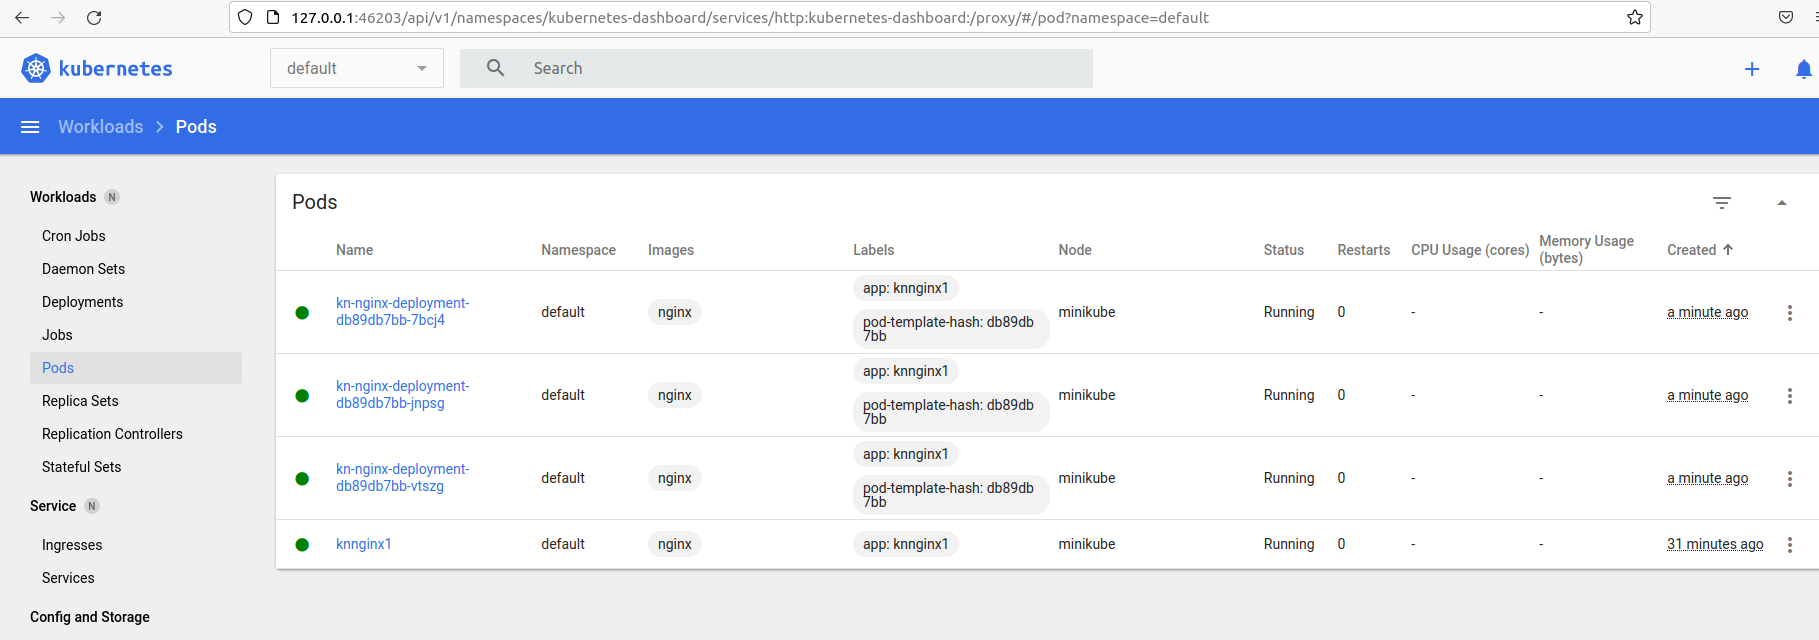 127.0.0.1:46203/api/v1/namespaces/kubernetes-dashboard/services/http:kubernetes-dashboard:/proxy/#/pod?namespace=default
kubernetes
default
Search
Workloads > Pods
Workloads N
Cron Jobs
Daemon Sets
Deployments
Jobs
Pods
Replica Sets
Replication Controllers
Stateful Sets
Service N
Ingresses
Services
Config and Storage
Pods
Name Namespace Images Labels Node Status Restarts CPU Usage (cores) Memory Usage (bytes) Created
kn-nginx-deployment-db89db7bb-7bcj4 default nginx app: knnginx1 pod-template-hash: db89db7bb minikube Running 0 - - a minute ago
kn-nginx-deployment-db89db7bb-jnpsg default nginx app: knnginx1 pod-template-hash: db89db7bb minikube Running 0 - - a minute ago
kn-nginx-deployment-db89db7bb-vtszg default nginx app: knnginx1 pod-template-hash: db89db7bb minikube Running 0 - - a minute ago
knnginx1 default nginx app: knnginx1 minikube Running 0 - - 31 minutes ago